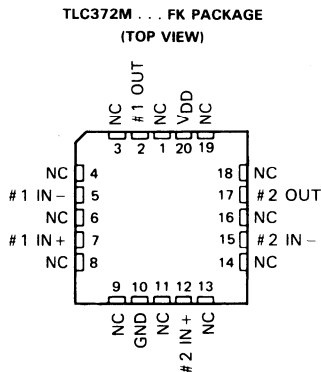 TLC372M . . . FK PACKAGE
(TOP VIEW)
NC #1 OUT NC VDD NC
3 2 1 20 19
NC 4 18 NC
#1 IN– 5 17 #2 OUT
NC 6 16 NC
#1 IN+ 7 15 #2 IN–
NC 8 14 NC
9 10 11 12 13
NC GND NC #2 IN+ NC